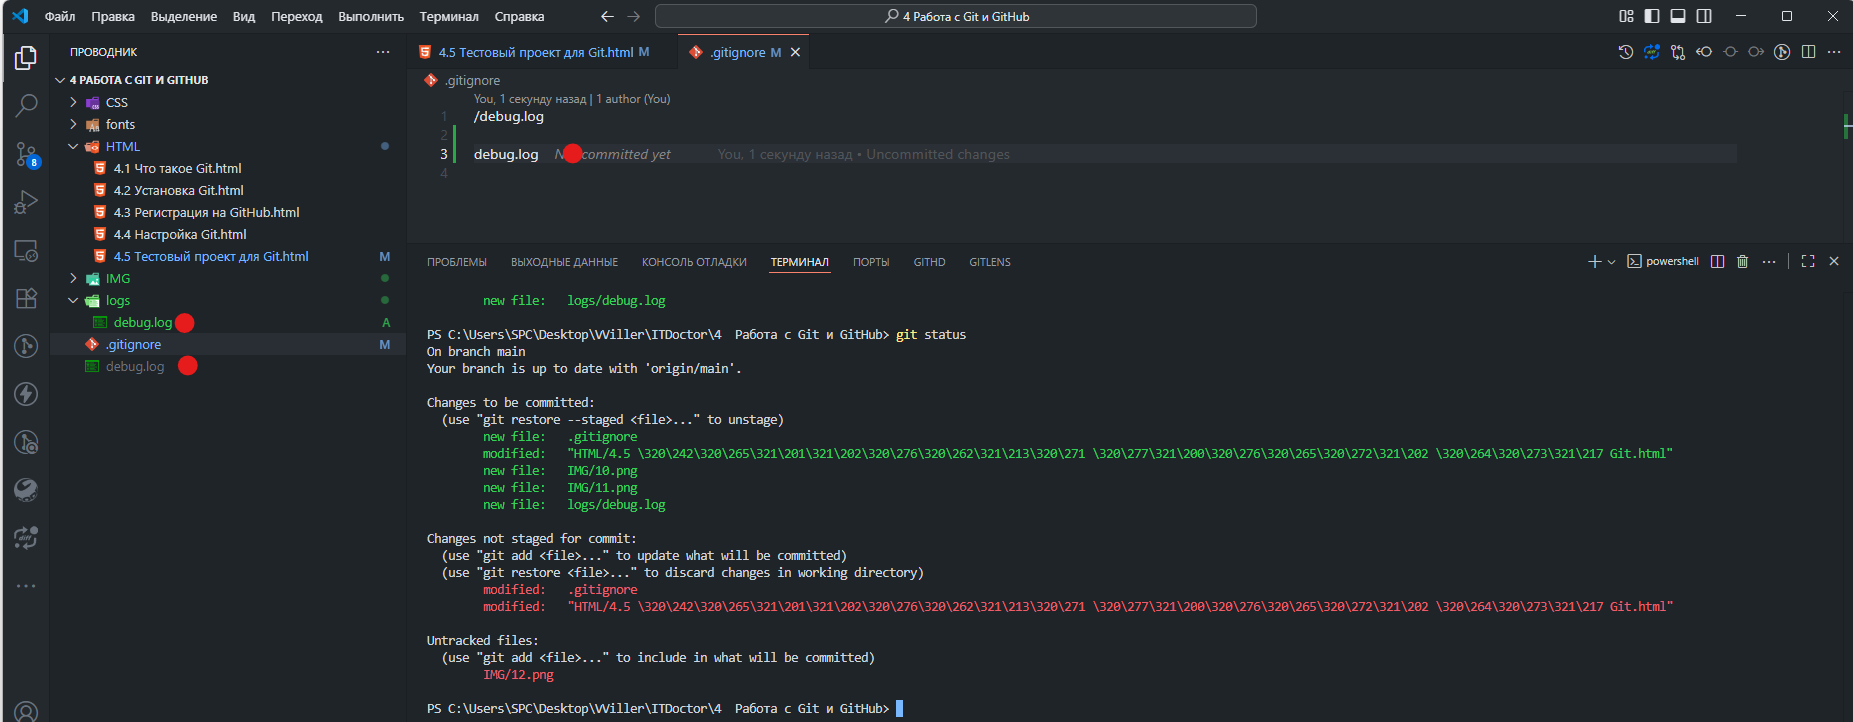 Файл Правка Выделение Вид Переход Выполнить Терминал Справка
4 Работа с Git и GitHub
ПРОВОДНИК
4 РАБОТА С GIT И GITHUB
CSS
fonts
HTML
4.1 Что такое Git.html
4.2 Установка Git.html
4.3 Регистрация на GitHub.html
4.4 Настройка Git.html
4.5 Тестовый проект для Git.html M
IMG
logs
debug.log A
.gitignore M
debug.log
8
4.5 Тестовый проект для Git.html M
.gitignore M
.gitignore
You, 1 секунду назад | 1 author (You)
1 /debug.log
2
3 debug.log committed yet You, 1 секунду назад • Uncommitted changes
4
ПРОБЛЕМЫ ВЫХОДНЫЕ ДАННЫЕ КОНСОЛЬ ОТЛАДКИ ТЕРМИНАЛ ПОРТЫ GITHD GITLENS
powershell
new file: logs/debug.log
PS C:\Users\SPC\Desktop\VViller\ITDoctor\4 Работа с Git и GitHub> git status
On branch main
Your branch is up to date with 'origin/main'.
Changes to be committed:
(use "git restore --staged <file>..." to unstage)
new file: .gitignore
modified: "HTML/4.5 \320\242\320\265\321\201\321\202\320\276\320\262\321\213\320\271 \320\277\321\200\320\276\320\265\320\272\321\202 \320\264\320\273\321\217 Git.html"
new file: IMG/10.png
new file: IMG/11.png
new file: logs/debug.log
Changes not staged for commit:
(use "git add <file>..." to update what will be committed)
(use "git restore <file>..." to discard changes in working directory)
modified: .gitignore
modified: "HTML/4.5 \320\242\320\265\321\201\321\202\320\276\320\262\321\213\320\271 \320\277\321\200\320\276\320\265\320\272\321\202 \320\264\320\273\321\217 Git.html"
Untracked files:
(use "git add <file>..." to include in what will be committed)
IMG/12.png
PS C:\Users\SPC\Desktop\VViller\ITDoctor\4 Работа с Git и GitHub>